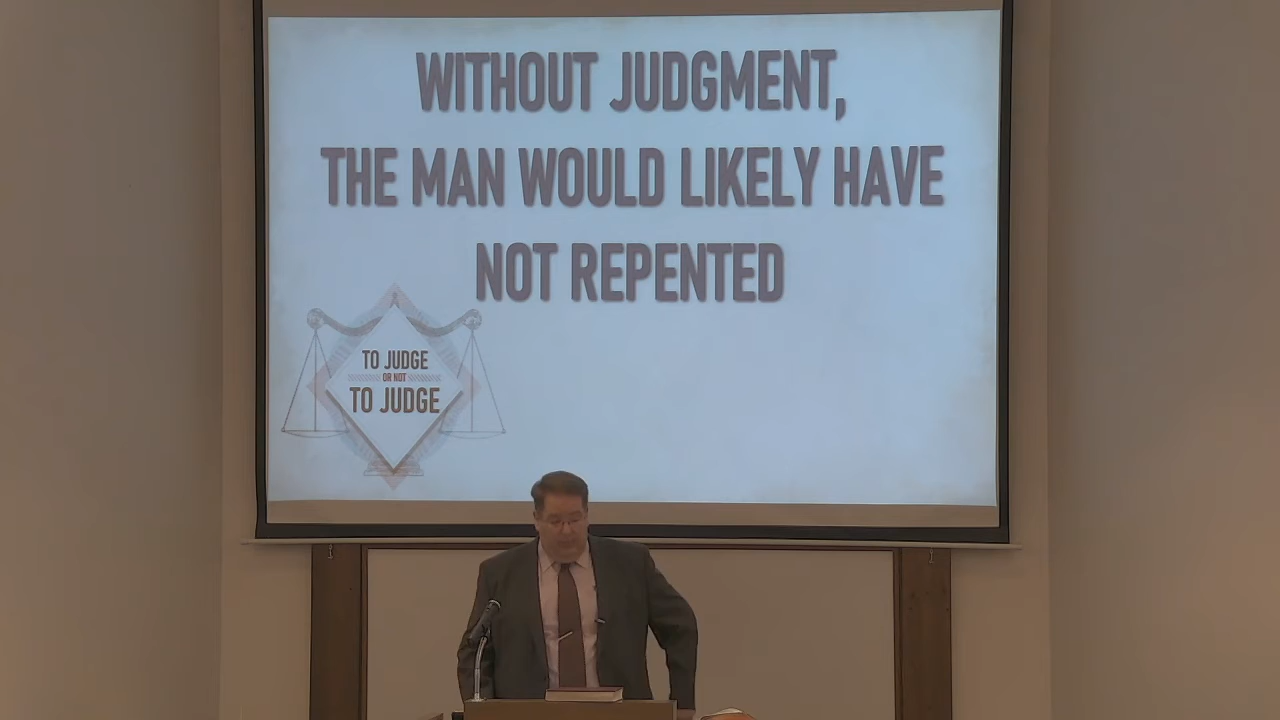 WITHOUT JUDGMENT,
THE MAN WOULD LIKELY HAVE
NOT REPENTED
TO JUDGE
OR NOT
TO JUDGE